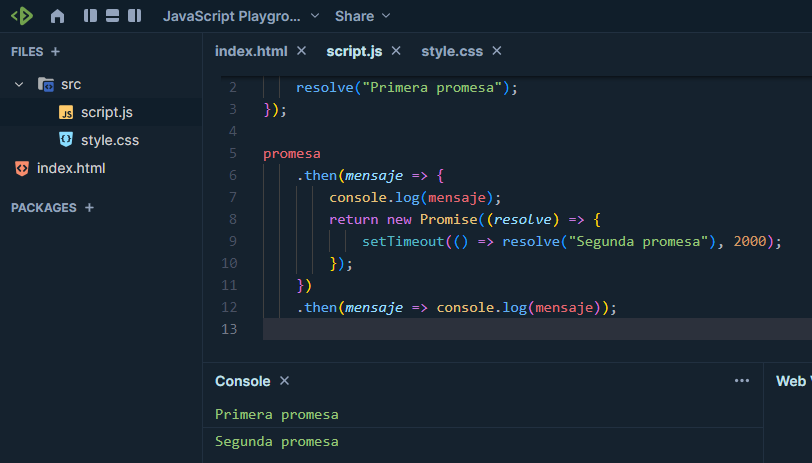 JavaScript Playgro... Share
FILES +
src
script.js
style.css
index.html
PACKAGES +
index.html × script.js × style.css ×
2 resolve("Primera promesa");
3 });
4
5 promesa
6 .then(mensaje => {
7 console.log(mensaje);
8 return new Promise((resolve) => {
9 setTimeout(() => resolve("Segunda promesa"), 2000);
10 });
11 })
12 .then(mensaje => console.log(mensaje));
13
Console × ... Web
Primera promesa
Segunda promesa